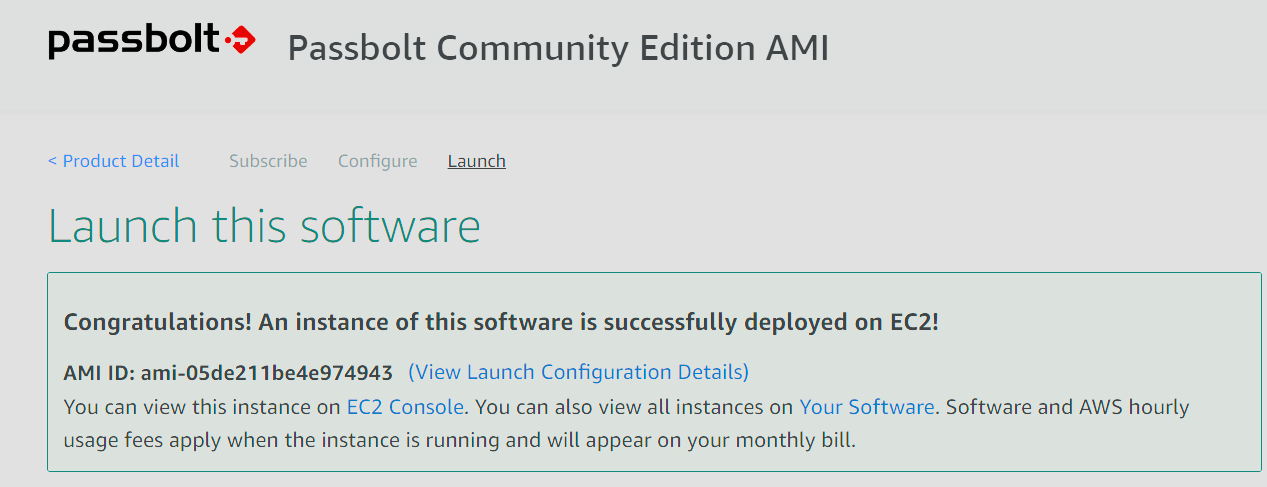 passbolt Passbolt Community Edition AMI
< Product Detail Subscribe Configure Launch
Launch this software
Congratulations! An instance of this software is successfully deployed on EC2!
AMI ID: ami-05de211be4e974943 (View Launch Configuration Details)
You can view this instance on EC2 Console. You can also view all instances on Your Software. Software and AWS hourly
usage fees apply when the instance is running and will appear on your monthly bill.